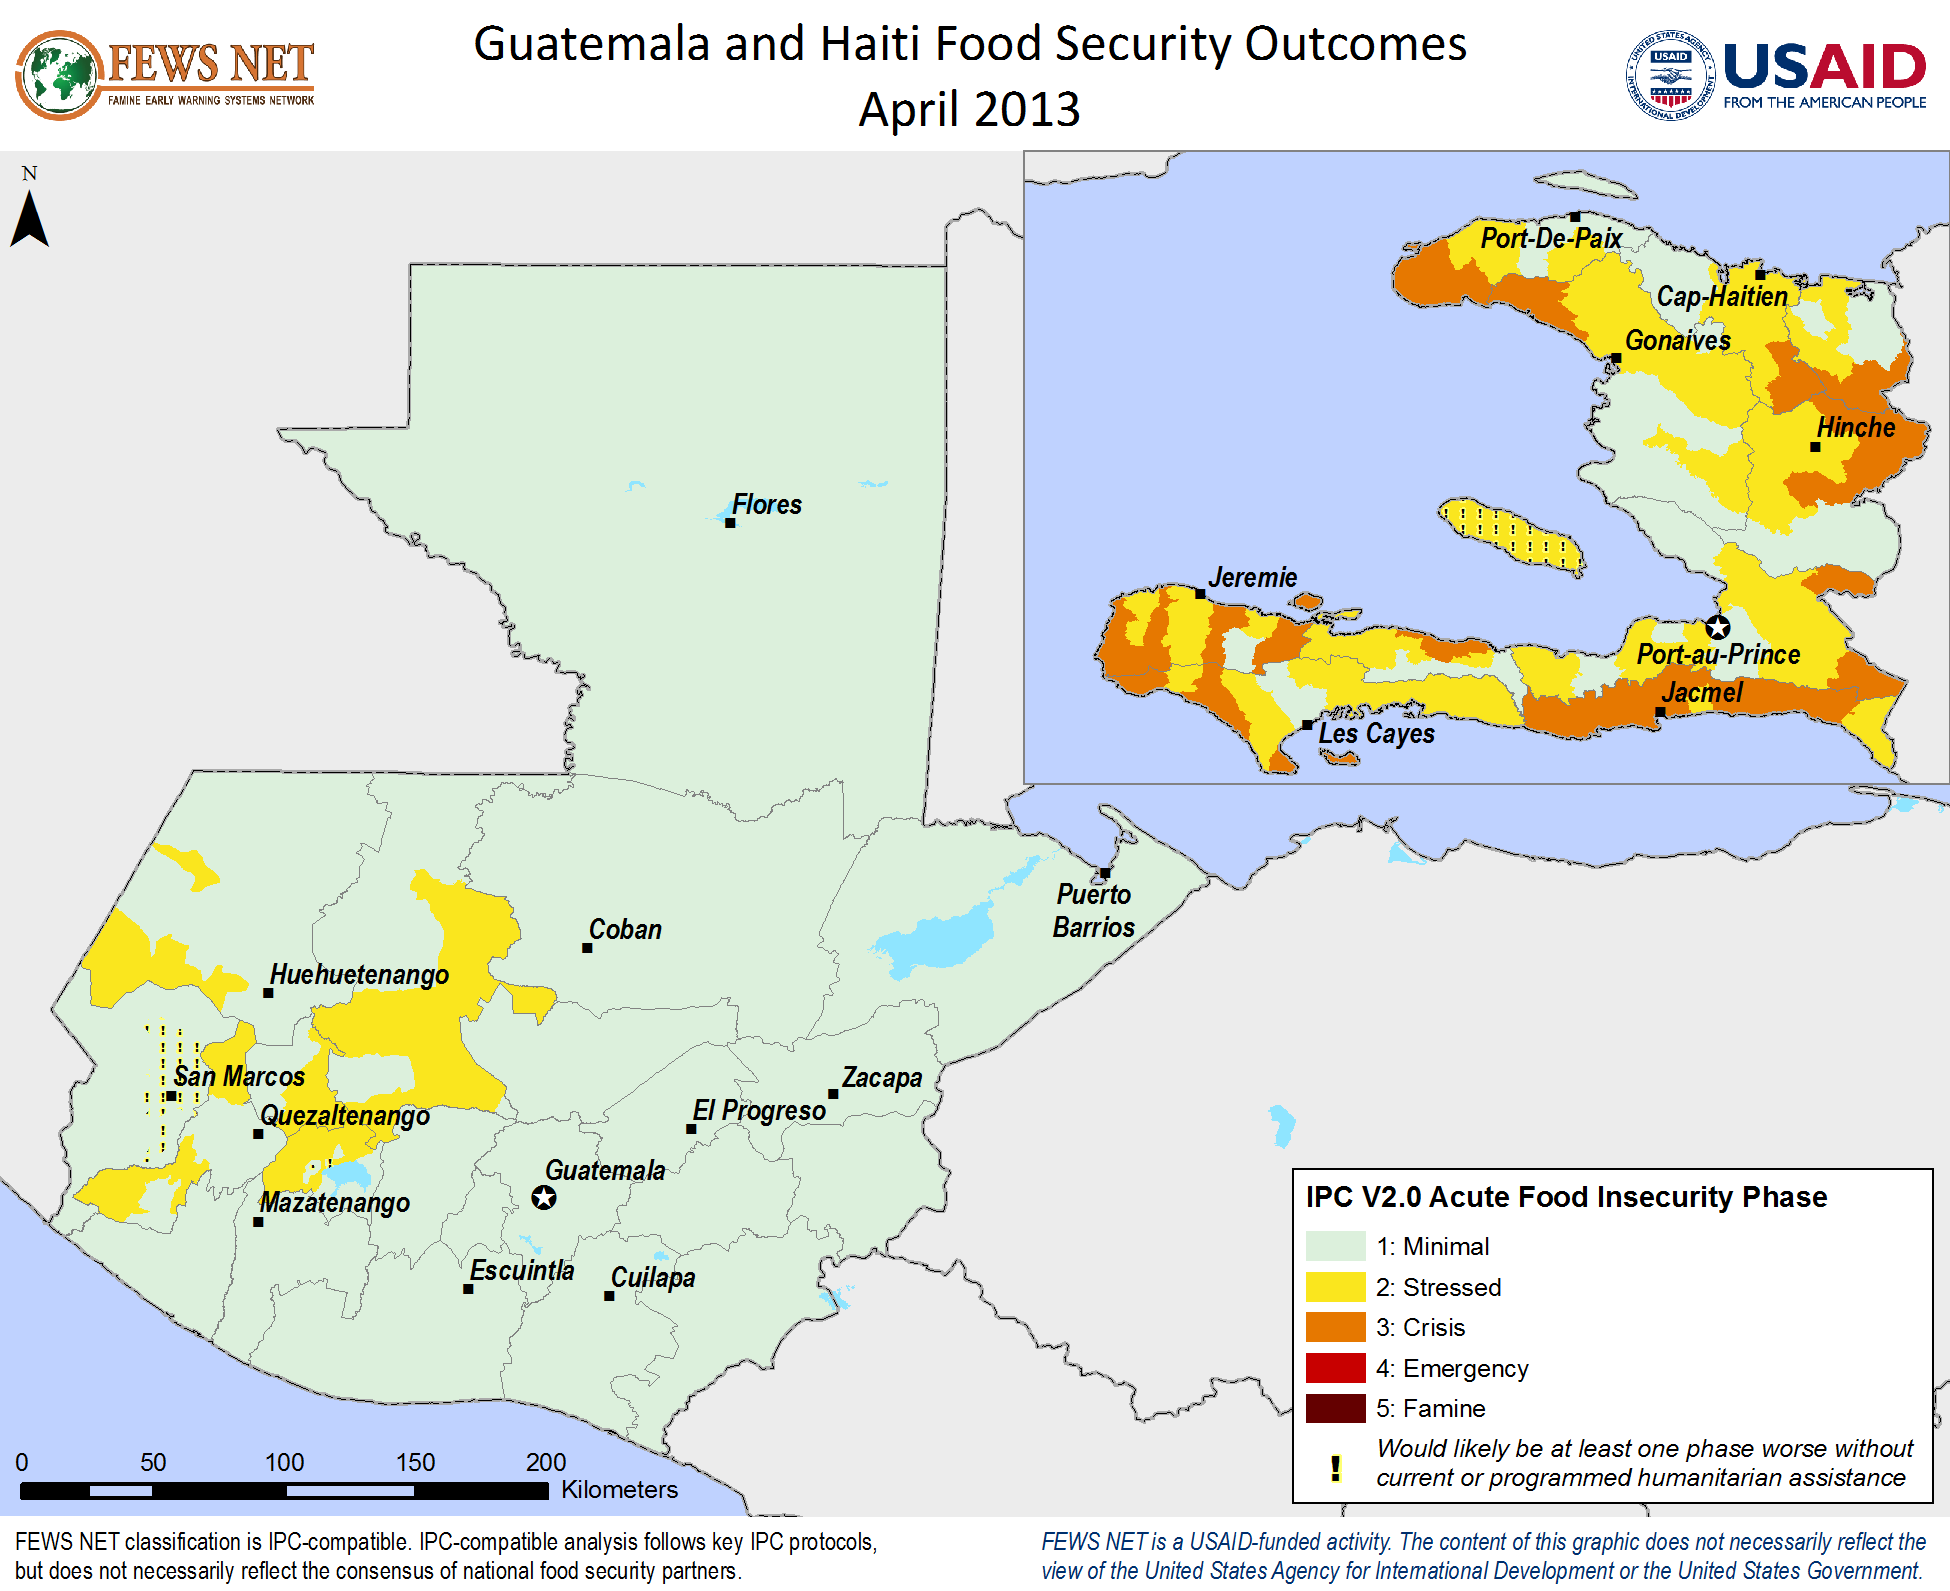 Guatemala and Haiti Food Security Outcomes
April 2013
FEWS NET
FAMINE EARLY WARNING SYSTEMS NETWORK
UNITED STATES AGENCY
USAID
INTERNATIONAL DEVELOPMENT
USAID
FROM THE AMERICAN PEOPLE
N
Port-De-Paix
Cap-Haitien
Gonaives
Hinche
Jeremie
Port-au-Prince
Jacmel
Les Cayes
Flores
Puerto
Barrios
Coban
Huehuetenango
San Marcos
Zacapa
El Progreso
Quezaltenango
Guatemala
Mazatenango
Escuintla
Cuilapa
IPC V2.0 Acute Food Insecurity Phase
1: Minimal
2: Stressed
3: Crisis
4: Emergency
5: Famine
! Would likely be at least one phase worse without
current or programmed humanitarian assistance
0 50 100 150 200
Kilometers
FEWS NET classification is IPC-compatible. IPC-compatible analysis follows key IPC protocols,
but does not necessarily reflect the consensus of national food security partners.
FEWS NET is a USAID-funded activity. The content of this graphic does not necessarily reflect the
view of the United States Agency for International Development or the United States Government.